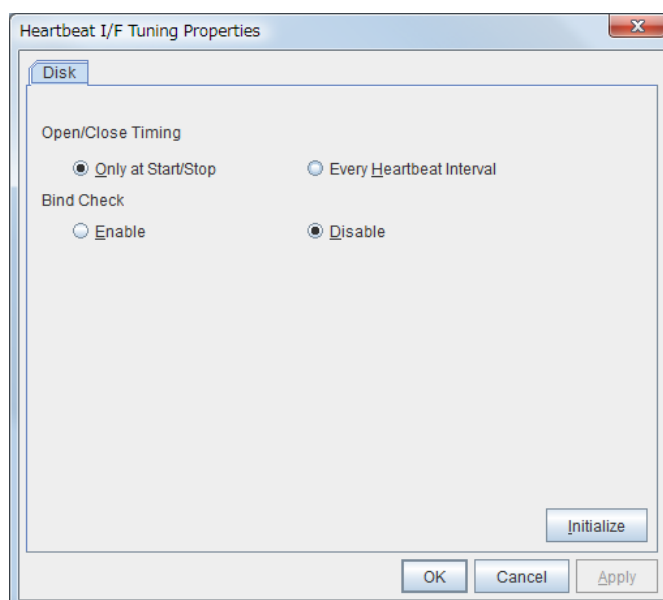 Heartbeat I/F Tuning Properties
Disk
Open/Close Timing
Only at Start/Stop Every Heartbeat Interval
Bind Check
Enable Disable
Initialize
OK Cancel Apply